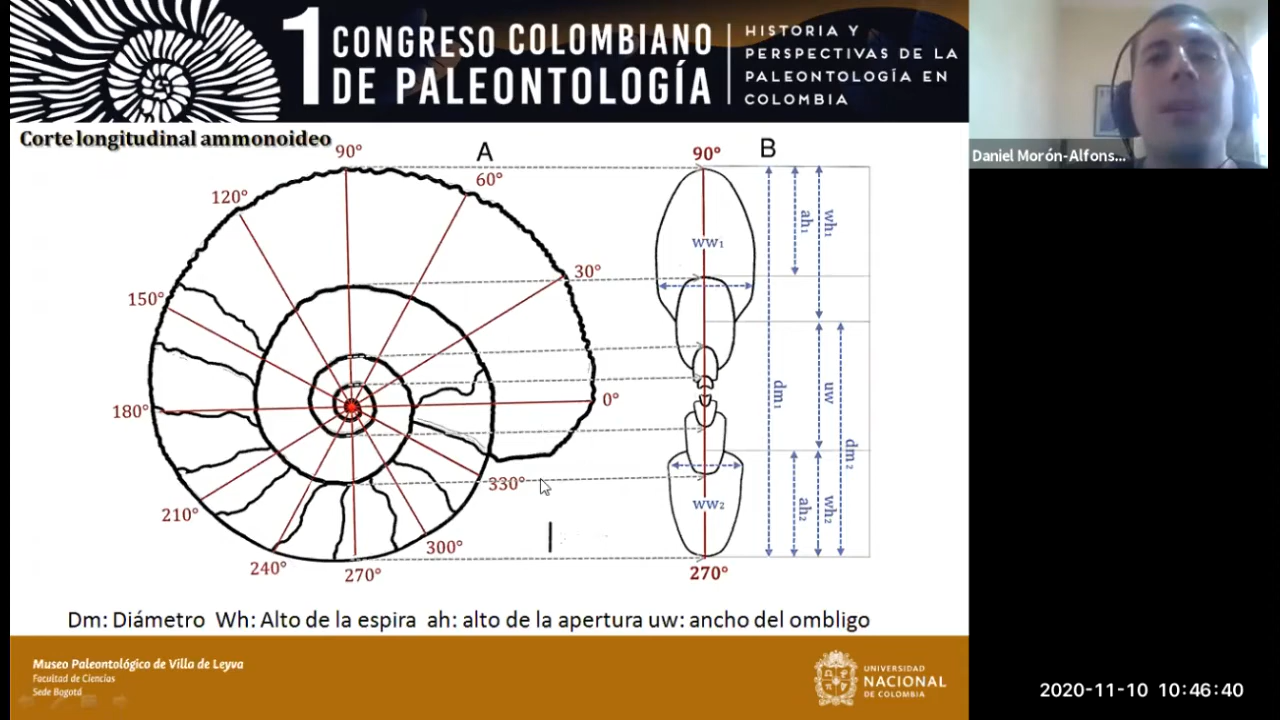 1 CONGRESO COLOMBIANO
DE PALEONTOLOGÍA
HISTORIA Y
PERSPECTIVAS DE LA
PALEONTOLOGÍA EN
COLOMBIA
Daniel Morón-Alfons...
Corte longitudinal ammonoideo
90°
A
60°
120°
30°
150°
0°
180°
330°
210°
300°
240°
270°
90°
B
ww₁
ah₁
wh₁
dm₁
uw
dm₂
ww₂
ah₂
wh₂
270°
Dm: Diámetro Wh: Alto de la espira ah: alto de la apertura uw: ancho del ombligo
Museo Paleontológico de Villa de Leyva
Facultad de Ciencias
Sede Bogotá
UNIVERSIDAD
NACIONAL
DE COLOMBIA
2020-11-10 10:46:40